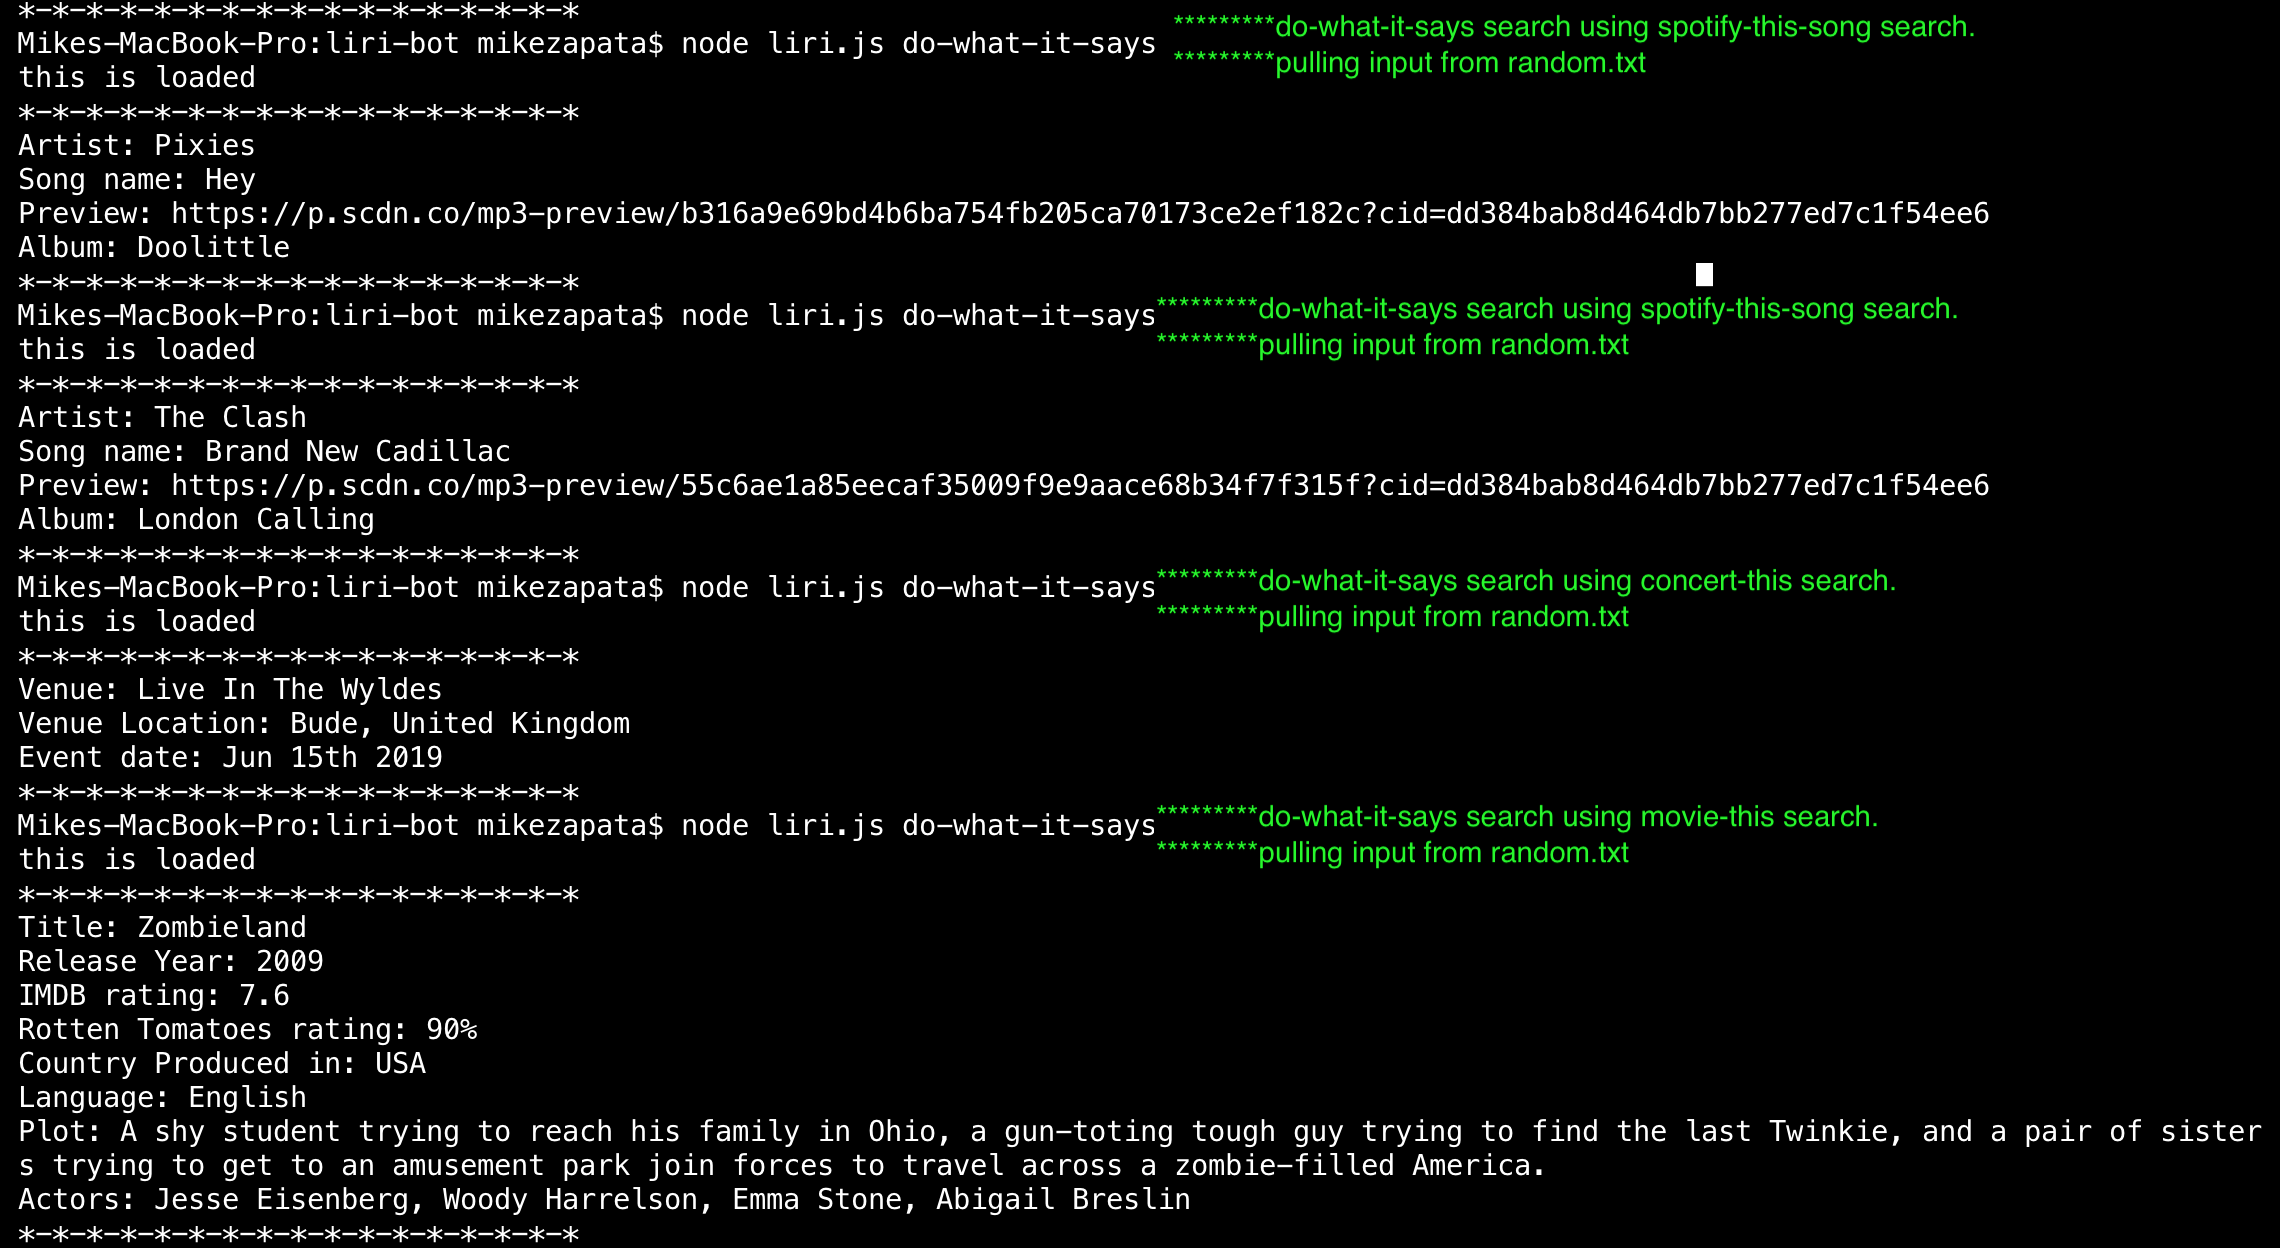 *-*-*-*-*-*-*-*-*-*-*-*-*-*-*-*-*
Mikes-MacBook-Pro:liri-bot mikezapata$ node liri.js do-what-it-says *********do-what-it-says search using spotify-this-song search.
*********pulling input from random.txt
this is loaded
*-*-*-*-*-*-*-*-*-*-*-*-*-*-*-*-*
Artist: Pixies
Song name: Hey
Preview: https://p.scdn.co/mp3-preview/b316a9e69bd4b6ba754fb205ca70173ce2ef182c?cid=dd384bab8d464db7bb277ed7c1f54ee6
Album: Doolittle
*-*-*-*-*-*-*-*-*-*-*-*-*-*-*-*-*
Mikes-MacBook-Pro:liri-bot mikezapata$ node liri.js do-what-it-says*********do-what-it-says search using spotify-this-song search.
*********pulling input from random.txt
this is loaded
*-*-*-*-*-*-*-*-*-*-*-*-*-*-*-*-*
Artist: The Clash
Song name: Brand New Cadillac
Preview: https://p.scdn.co/mp3-preview/55c6ae1a85eecaf35009f9e9aace68b34f7f315f?cid=dd384bab8d464db7bb277ed7c1f54ee6
Album: London Calling
*-*-*-*-*-*-*-*-*-*-*-*-*-*-*-*-*
Mikes-MacBook-Pro:liri-bot mikezapata$ node liri.js do-what-it-says*********do-what-it-says search using concert-this search.
*********pulling input from random.txt
this is loaded
*-*-*-*-*-*-*-*-*-*-*-*-*-*-*-*-*
Venue: Live In The Wyldes
Venue Location: Bude, United Kingdom
Event date: Jun 15th 2019
*-*-*-*-*-*-*-*-*-*-*-*-*-*-*-*-*
Mikes-MacBook-Pro:liri-bot mikezapata$ node liri.js do-what-it-says*********do-what-it-says search using movie-this search.
*********pulling input from random.txt
this is loaded
*-*-*-*-*-*-*-*-*-*-*-*-*-*-*-*-*
Title: Zombieland
Release Year: 2009
IMDB rating: 7.6
Rotten Tomatoes rating: 90%
Country Produced in: USA
Language: English
Plot: A shy student trying to reach his family in Ohio, a gun-toting tough guy trying to find the last Twinkie, and a pair of sister
s trying to get to an amusement park join forces to travel across a zombie-filled America.
Actors: Jesse Eisenberg, Woody Harrelson, Emma Stone, Abigail Breslin
*-*-*-*-*-*-*-*-*-*-*-*-*-*-*-*-*